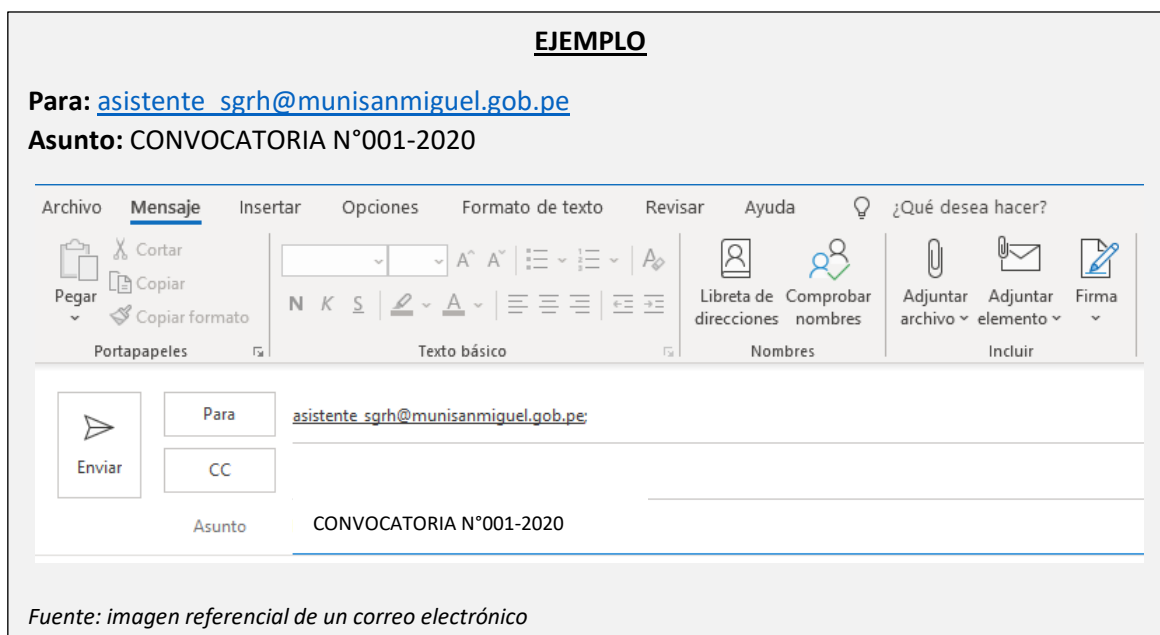 EJEMPLO
Para: asistente_sgrh@munisanmiguel.gob.pe
Asunto: CONVOCATORIA N°001-2020
Archivo Mensaje Insertar Opciones Formato de texto Revisar Ayuda ¿Qué desea hacer?
Pegar
Cortar
Copiar
Copiar formato
Portapapeles
N K S A
Texto básico
Libreta de direcciones
Comprobar nombres
Nombres
Adjuntar archivo
Adjuntar elemento
Firma
Incluir
Enviar
Para
asistente_sgrh@munisanmiguel.gob.pe;
CC
Asunto
CONVOCATORIA N°001-2020
Fuente: imagen referencial de un correo electrónico